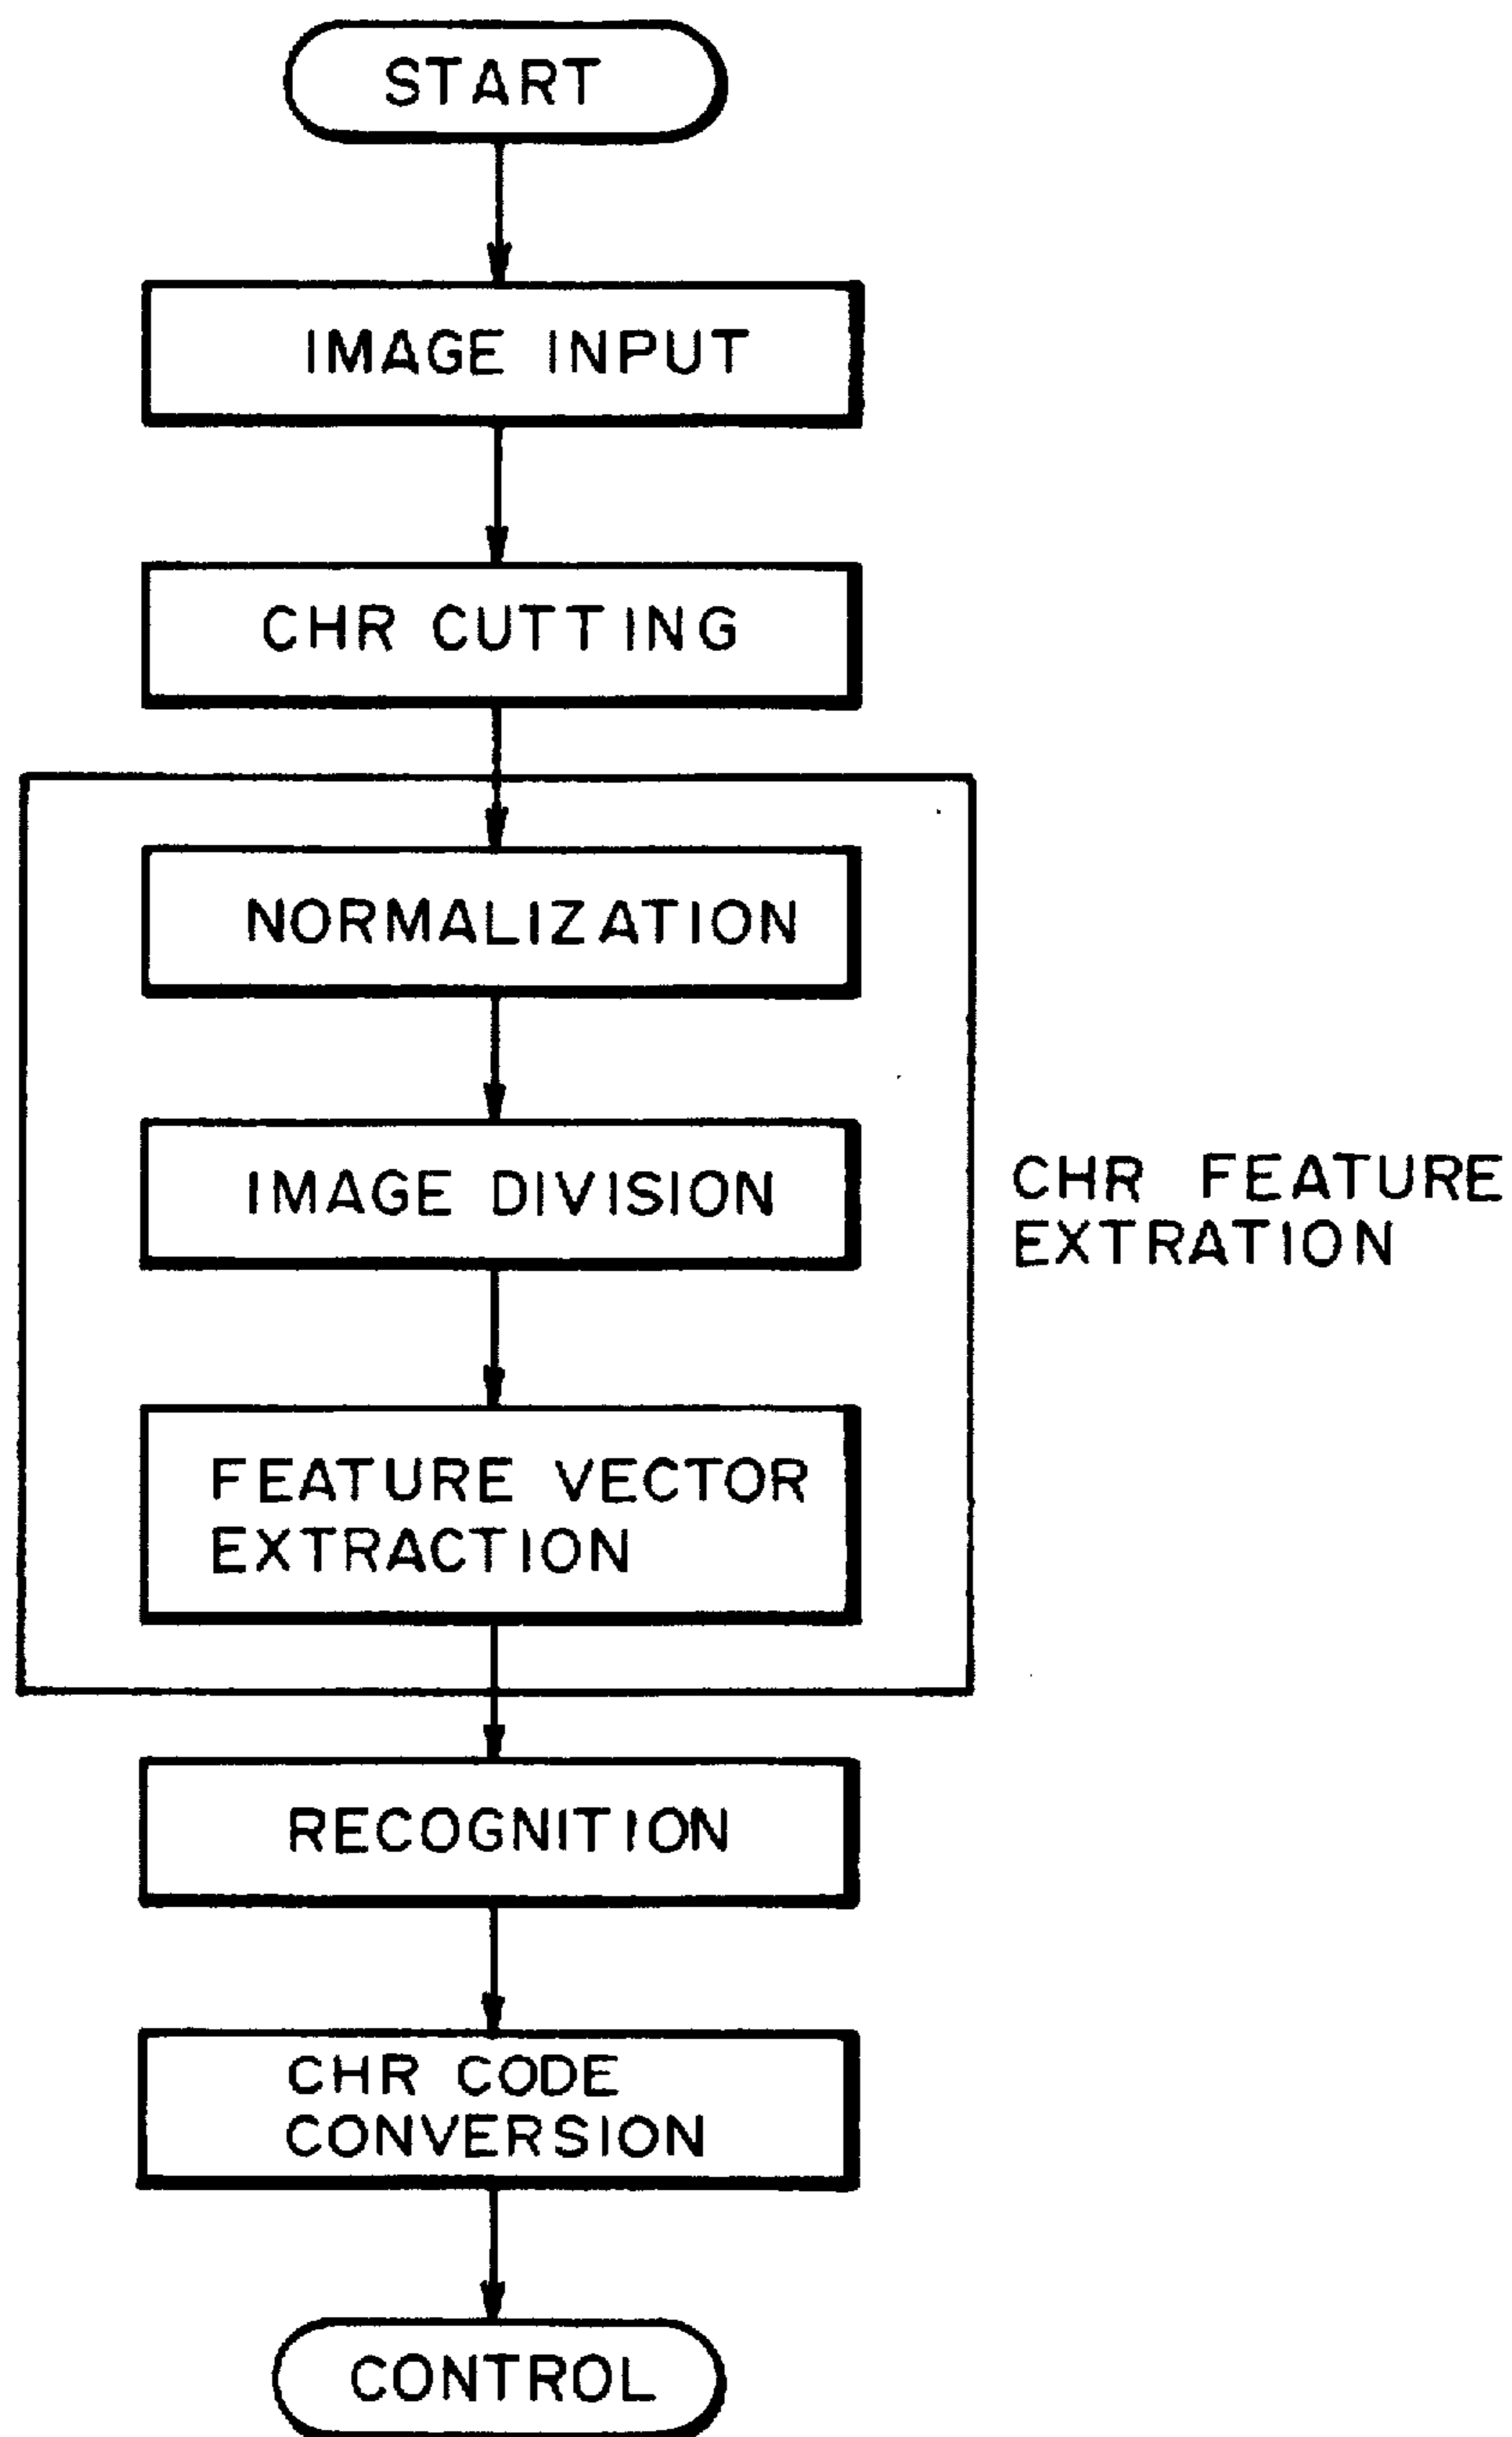 START
IMAGE INPUT
CHR CUTTING
NORMALIZATION
IMAGE DIVISION
CHR FEATURE
EXTRATION
FEATURE VECTOR
EXTRACTION
RECOGNITION
CHR CODE
CONVERSION
CONTROL